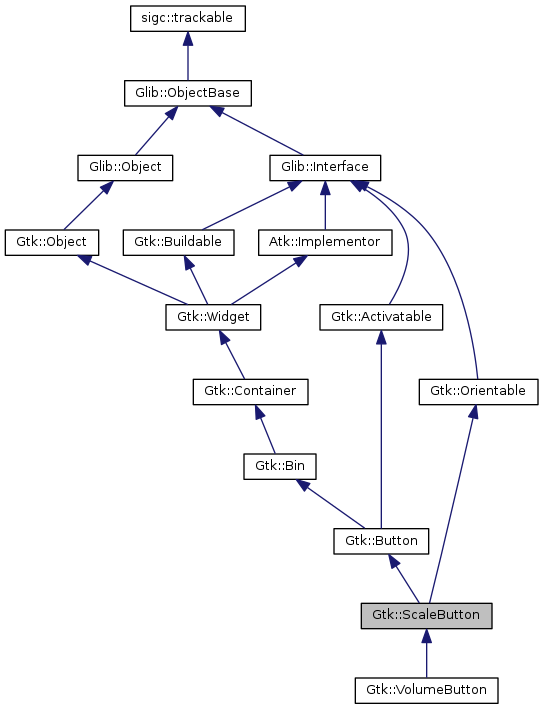 sigc::trackable
Glib::ObjectBase
Glib::Object
Glib::Interface
Gtk::Object
Gtk::Buildable
Atk::Implementor
Gtk::Widget
Gtk::Activatable
Gtk::Container
Gtk::Orientable
Gtk::Bin
Gtk::Button
Gtk::ScaleButton
Gtk::VolumeButton